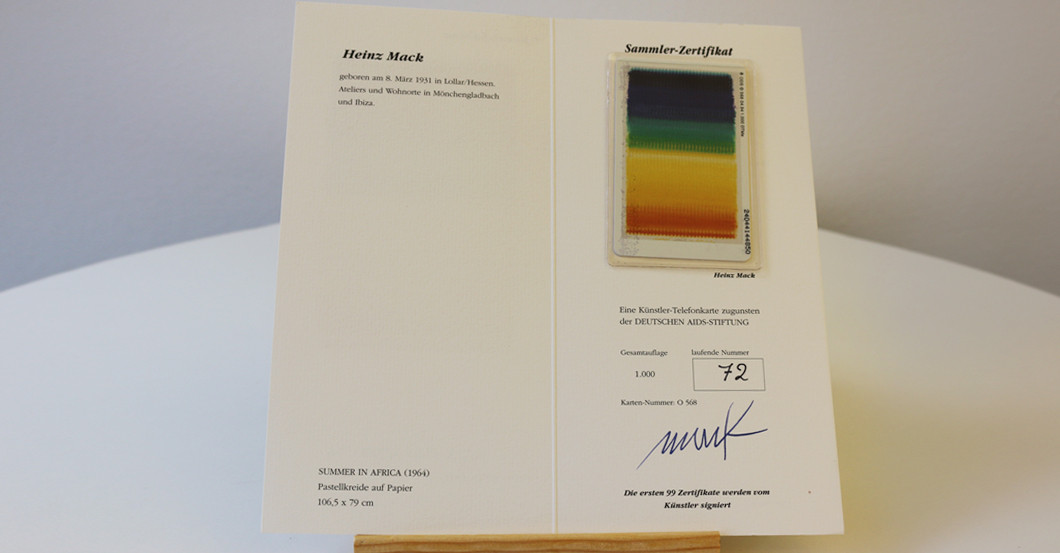 Heinz Mack
geboren am 8. März 1931 in Lollar/Hessen.
Ateliers und Wohnorte in Mönchengladbach
und Ibiza.
SUMMER IN AFRICA (1964)
Pastellkreide auf Papier
106,5 x 79 cm
Sammler-Zertifikat
24044144850
Heinz Mack
Eine Künstler-Telefonkarte zugunsten
der DEUTSCHEN AIDS-STIFTUNG
Gesamtauflage laufende Nummer
1.000 72
Karten-Nummer: O 568
Mack
Die ersten 99 Zertifikate werden vom
Künstler signiert